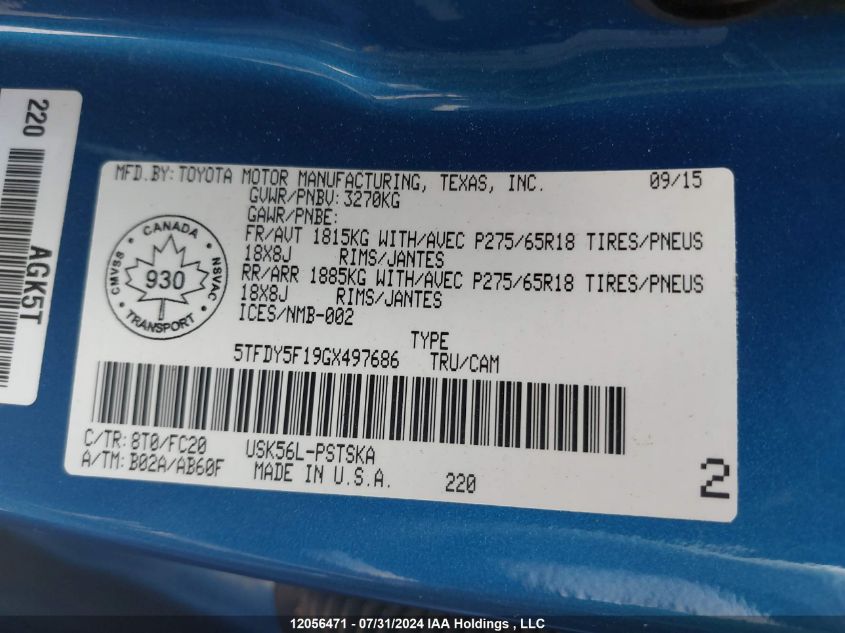 220
AGK5T
MFD.BY: TOYOTA MOTOR MANUFACTURING, TEXAS, INC. 09/15
GVWR/PNBV: 3270KG
GAWR/PNBE:
FR/AVT 1815KG WITH/AVEC P275/65R18 TIRES/PNEUS
18X8J RIMS/JANTES
RR/ARR 1885KG WITH/AVEC P275/65R18 TIRES/PNEUS
18X8J RIMS/JANTES
ICES/NMB-002
CANADA
CMVSS
930
NSVAC
TRANSPORT
TYPE
5TFDY5F19GX497686 TRU/CAM
C/TR: 8T0/FC20 USK56L-PSTSKA
A/TM: B02A/AB60F MADE IN U.S.A. 220
2
12056471 - 07/31/2024 IAA Holdings, LLC